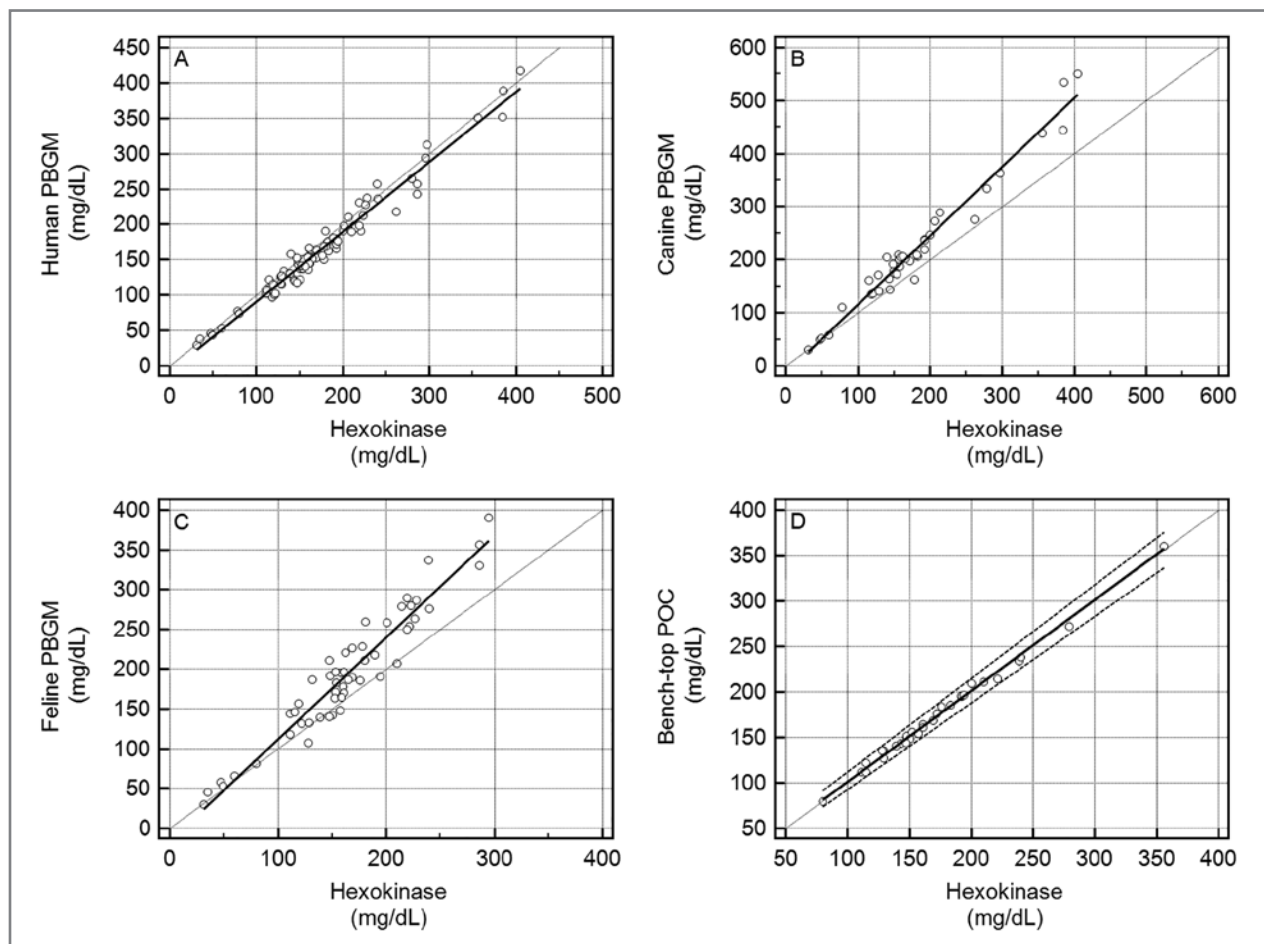 A
Human PBGM
(mg/dL)
450
400
350
300
250
200
150
100
50
0
0 100 200 300 400 500
Hexokinase
(mg/dL)
B
Canine PBGM
(mg/dL)
600
500
400
300
200
100
0
0 100 200 300 400 500 600
Hexokinase
(mg/dL)
C
Feline PBGM
(mg/dL)
400
350
300
250
200
150
100
50
0
0 100 200 300 400
Hexokinase
(mg/dL)
D
Bench-top POC
(mg/dL)
400
350
300
250
200
150
100
50
50 100 150 200 250 300 350 400
Hexokinase
(mg/dL)